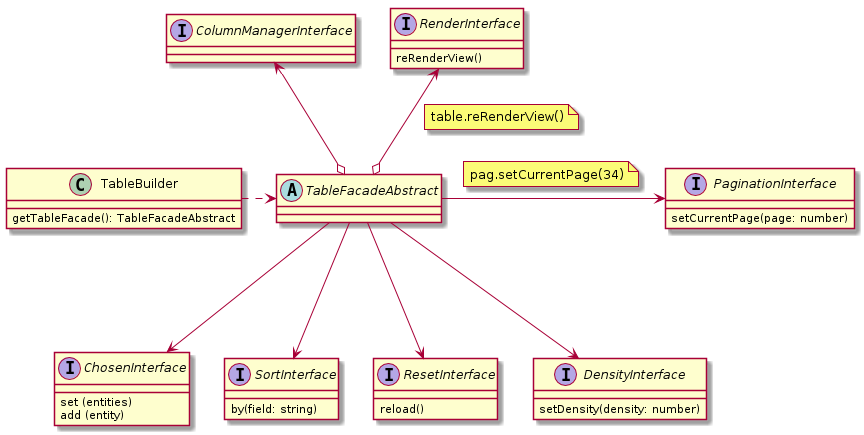 I ColumnManagerInterface
I RenderInterface
reRenderView()
table.reRenderView()
C TableBuilder
getTableFacade(): TableFacadeAbstract
A TableFacadeAbstract
pag.setCurrentPage(34)
I PaginationInterface
setCurrentPage(page: number)
I ChosenInterface
set (entities)
add (entity)
I SortInterface
by(field: string)
I ResetInterface
reload()
I DensityInterface
setDensity(density: number)